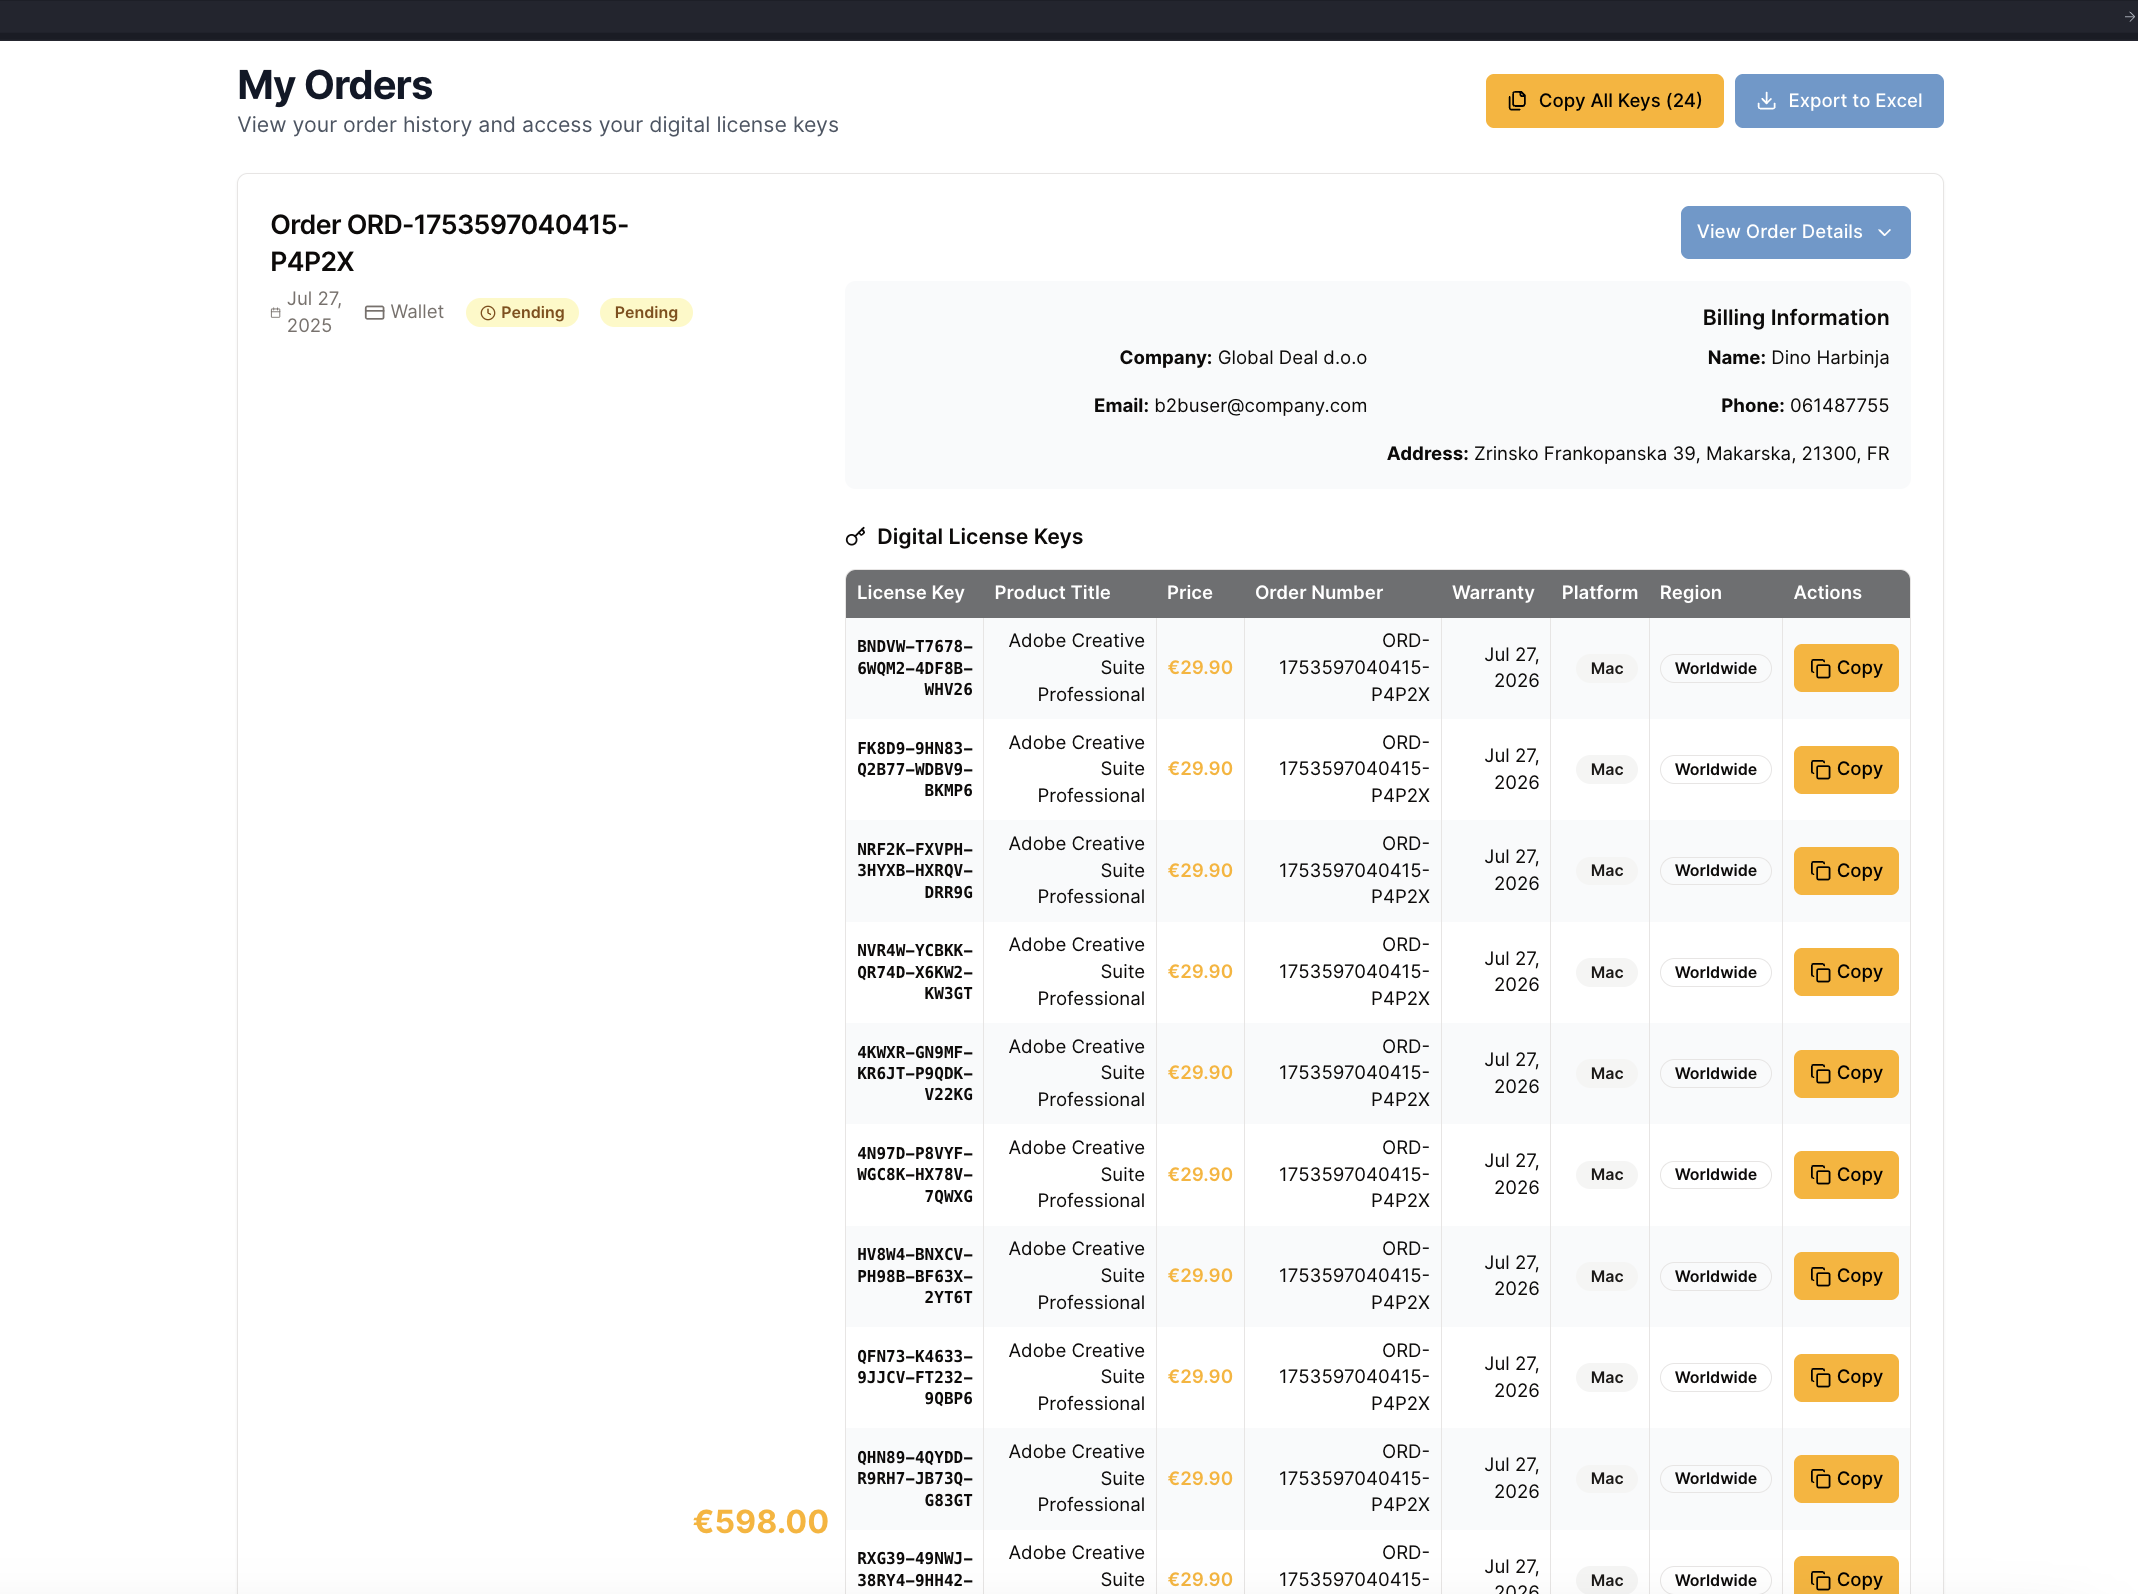 My Orders
View your order history and access your digital license keys
Copy All Keys (24)
Export to Excel
Order ORD-1753597040415-
P4P2X
Jul 27,
2025
Wallet
Pending
Pending
View Order Details
Billing Information
Company: Global Deal d.o.o
Name: Dino Harbinja
Email: b2buser@company.com
Phone: 061487755
Address: Zrinsko Frankopanska 39, Makarska, 21300, FR
Digital License Keys
License Key Product Title Price Order Number Warranty Platform Region Actions
BNDVW-T7678-
6WQM2-4DF8B-
WHV26
Adobe Creative
Suite
Professional
€29.90
ORD-
1753597040415-
P4P2X
Jul 27,
2026
Mac
Worldwide
Copy
FK8D9-9HN83-
Q2B77-WDBV9-
BKMP6
Adobe Creative
Suite
Professional
€29.90
ORD-
1753597040415-
P4P2X
Jul 27,
2026
Mac
Worldwide
Copy
NRF2K-FXVPH-
3HYXB-HXRQV-
DRR9G
Adobe Creative
Suite
Professional
€29.90
ORD-
1753597040415-
P4P2X
Jul 27,
2026
Mac
Worldwide
Copy
NVR4W-YCBKK-
QR74D-X6KW2-
KW3GT
Adobe Creative
Suite
Professional
€29.90
ORD-
1753597040415-
P4P2X
Jul 27,
2026
Mac
Worldwide
Copy
4KWXR-GN9MF-
KR6JT-P9QDK-
V22KG
Adobe Creative
Suite
Professional
€29.90
ORD-
1753597040415-
P4P2X
Jul 27,
2026
Mac
Worldwide
Copy
4N97D-P8VYF-
WGC8K-HX78V-
7QWXG
Adobe Creative
Suite
Professional
€29.90
ORD-
1753597040415-
P4P2X
Jul 27,
2026
Mac
Worldwide
Copy
HV8W4-BNXCV-
PH98B-BF63X-
2YT6T
Adobe Creative
Suite
Professional
€29.90
ORD-
1753597040415-
P4P2X
Jul 27,
2026
Mac
Worldwide
Copy
QFN73-K4633-
9JJCV-FT232-
9QBP6
Adobe Creative
Suite
Professional
€29.90
ORD-
1753597040415-
P4P2X
Jul 27,
2026
Mac
Worldwide
Copy
QHN89-4QYDD-
R9RH7-JB73Q-
G83GT
Adobe Creative
Suite
Professional
€29.90
ORD-
1753597040415-
P4P2X
Jul 27,
2026
Mac
Worldwide
Copy
€598.00
RXG39-49NWJ-
38RY4-9HH42-
Adobe Creative
Suite
€29.90
ORD-
1753597040415-
Jul 27,
2026
Mac
Worldwide
Copy